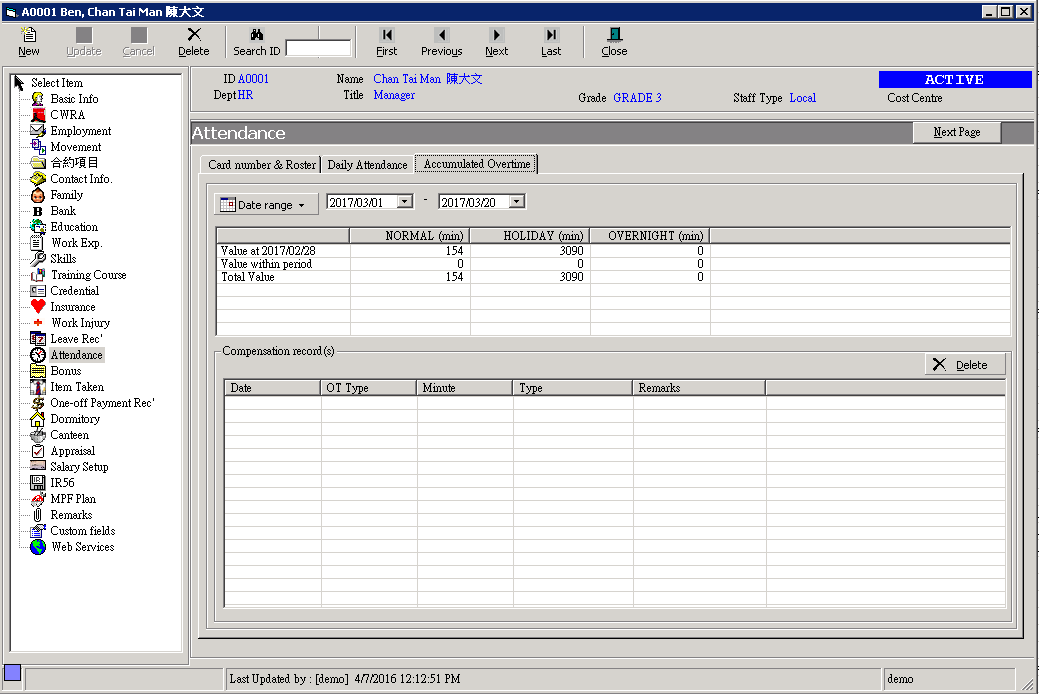 A0001 Ben, Chan Tai Man 陳大文
New Update Cancel Delete Search ID First Previous Next Last Close
Select Item
Basic Info
CWRA
Employment
Movement
合約項目
Contact Info.
Family
Bank
Education
Work Exp.
Skills
Training Course
Credential
Insurance
Work Injury
Leave Rec'
Attendance
Bonus
Item Taken
One-off Payment Rec'
Dormitory
Canteen
Appraisal
Salary Setup
IR56
MPF Plan
Remarks
Custom fields
Web Services
ID A0001 Name Chan Tai Man 陳大文 ACTIVE
Dept HR Title Manager Grade GRADE 3 Staff Type Local Cost Centre
Attendance Next Page
Card number & Roster Daily Attendance Accumulated Overtime
Date range 2017/03/01 - 2017/03/20
NORMAL (min) HOLIDAY (min) OVERNIGHT (min)
Value at 2017/02/28 154 3090 0
Value within period 0 0 0
Total Value 154 3090 0
Compensation record(s)
Delete
Date OT Type Minute Type Remarks
Last Updated by : [demo] 4/7/2016 12:12:51 PM demo